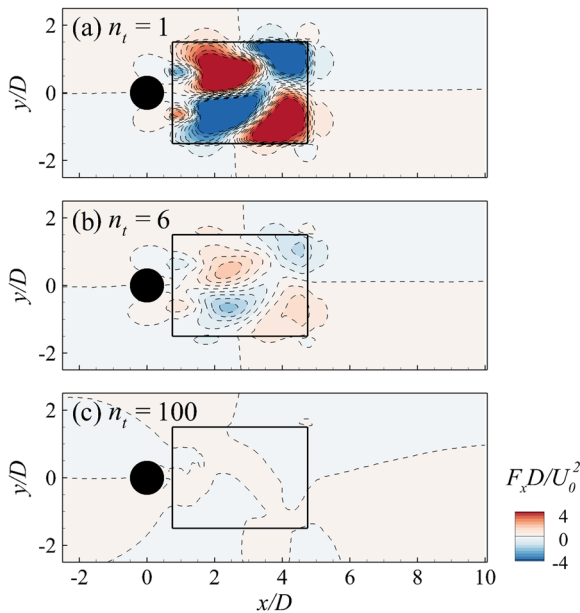 (a) n_t = 1
y/D
2
0
-2
(b) n_t = 6
y/D
2
0
-2
(c) n_t = 100
y/D
2
0
-2
-2 0 2 4 6 8 10
x/D
F_xD/U_0^2
4
0
-4